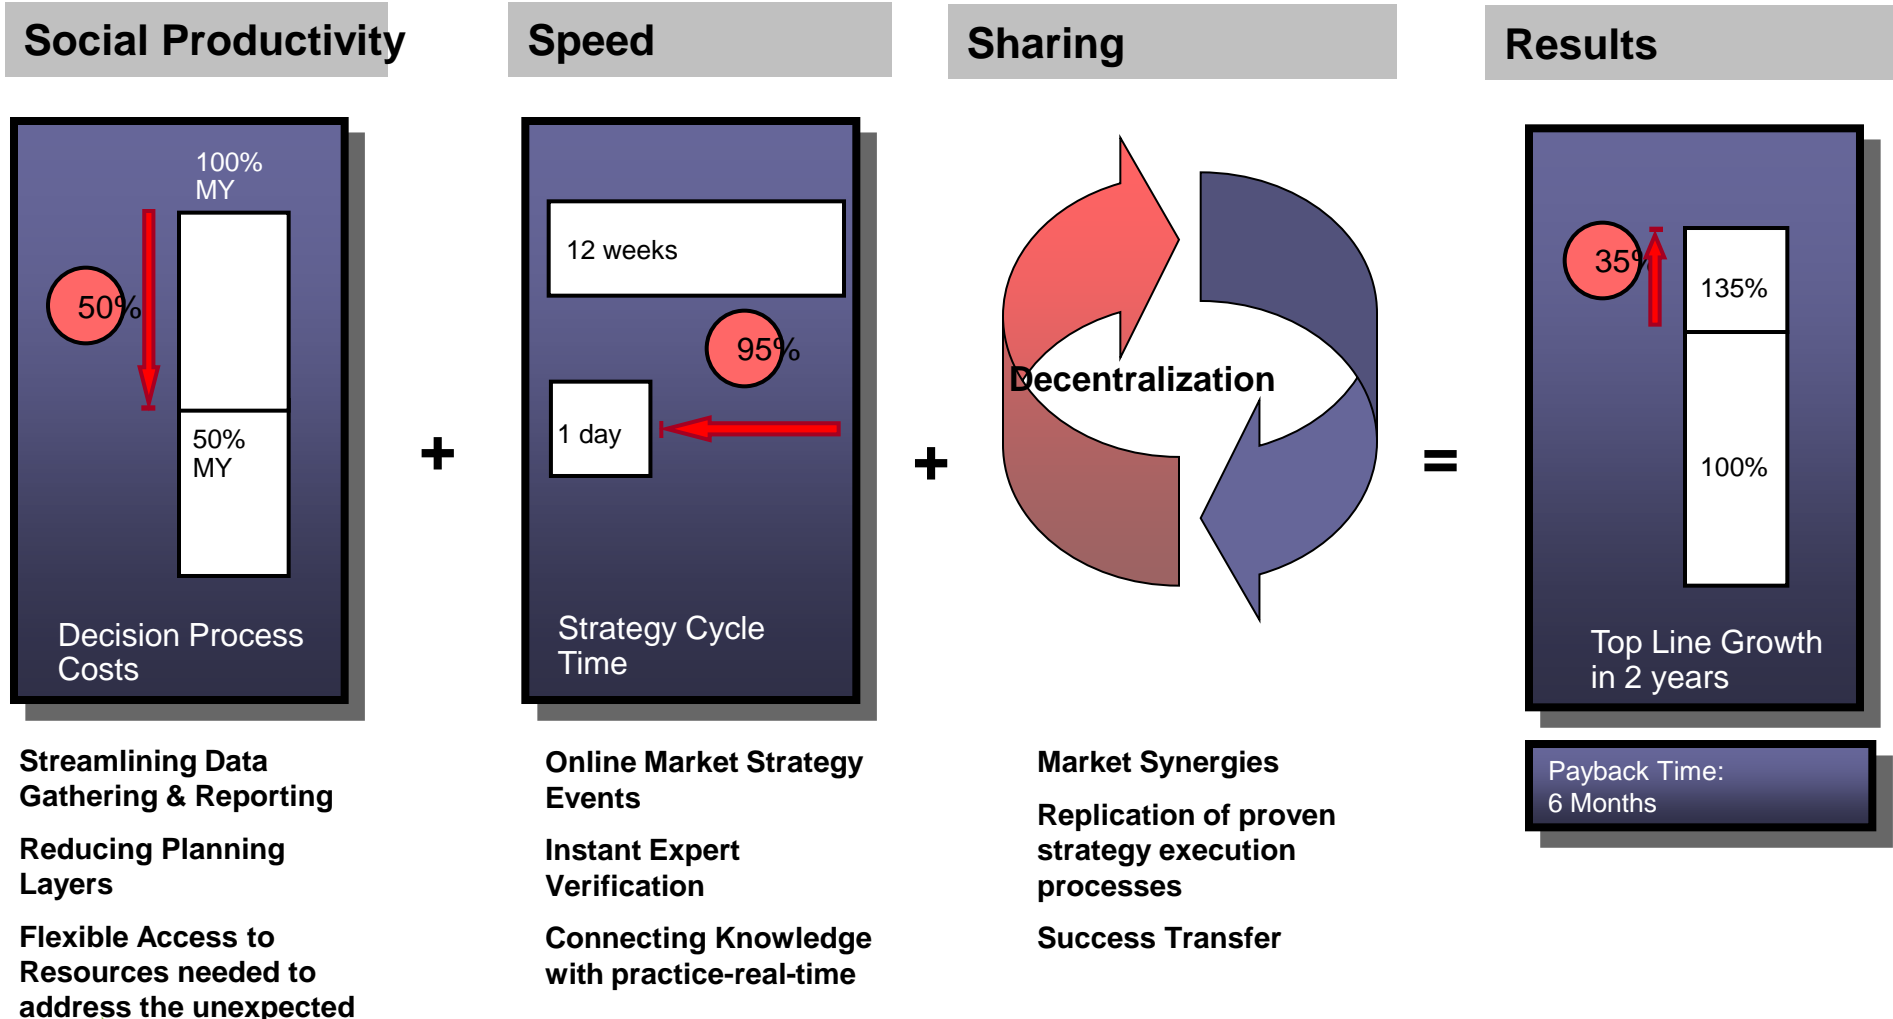 Social Productivity
Speed
Sharing
Results
100%
MY
50%
50%
MY
Decision Process
Costs
+
12 weeks
95%
1 day
Strategy Cycle
Time
+
Decentralization
=
35%
135%
100%
Top Line Growth
in 2 years
Payback Time:
6 Months
Streamlining Data
Gathering & Reporting
Reducing Planning
Layers
Flexible Access to
Resources needed to
address the unexpected
Online Market Strategy
Events
Instant Expert
Verification
Connecting Knowledge
with practice-real-time
Market Synergies
Replication of proven
strategy execution
processes
Success Transfer